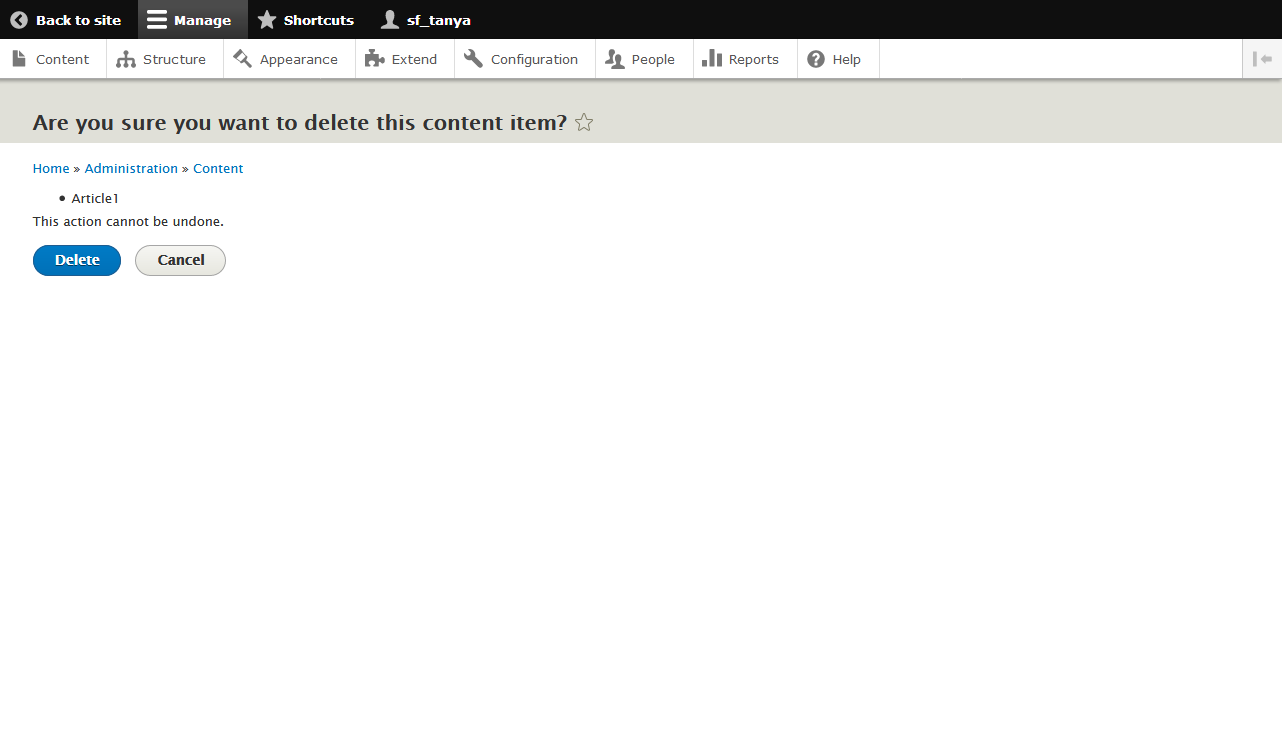 Back to site Manage Shortcuts sf_tanya
Content Structure Appearance Extend Configuration People Reports Help
Are you sure you want to delete this content item?
Home » Administration » Content
• Article1
This action cannot be undone.
Delete Cancel